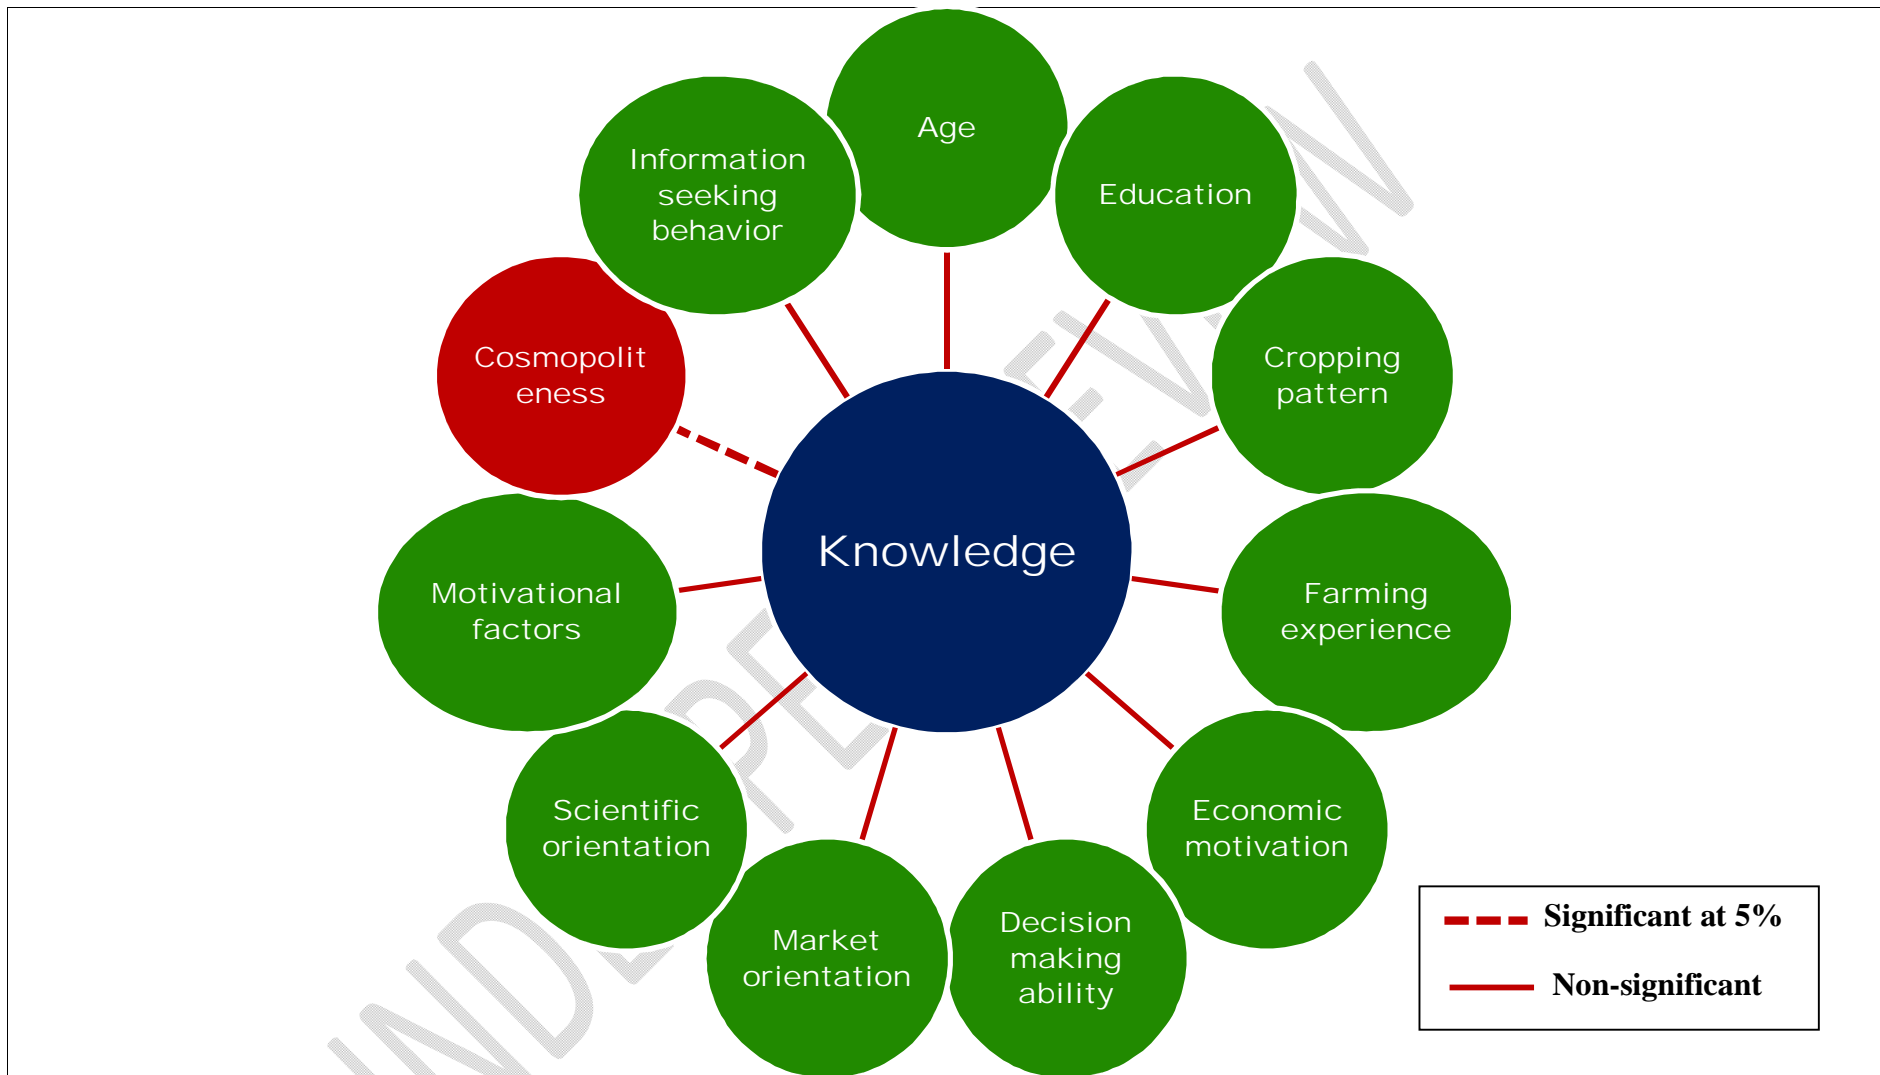 Age
Education
Cropping
pattern
Farming
experience
Economic
motivation
Decision
making
ability
Market
orientation
Scientific
orientation
Motivational
factors
Cosmopolit
eness
Information
seeking
behavior
Knowledge
Significant at 5%
Non-significant